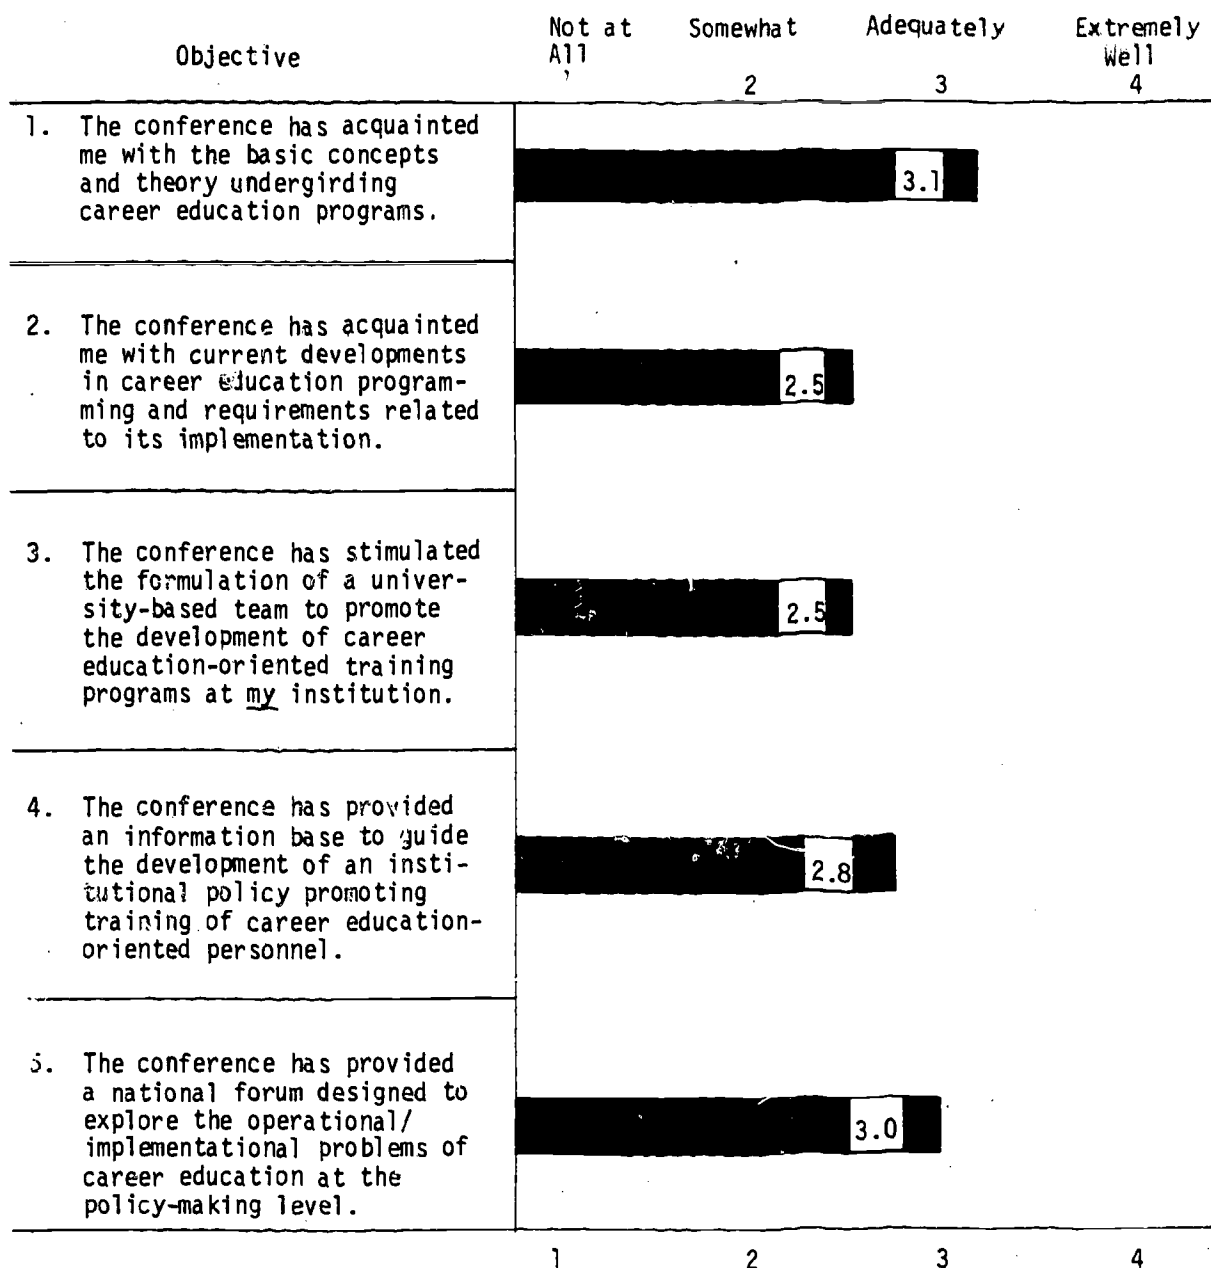 Objective
Not at All
Somewhat
Adequately
Extremely Well
2 3 4
1. The conference has acquainted
me with the basic concepts
and theory undergirding
career education programs.
3.1
2. The conference has acquainted
me with current developments
in career education program-
ming and requirements related
to its implementation.
2.5
3. The conference has stimulated
the formulation of a univer-
sity-based team to promote
the development of career
education-oriented training
programs at my institution.
2.5
4. The conference has provided
an information base to guide
the development of an insti-
tutional policy promoting
training of career education-
oriented personnel.
2.8
5. The conference has provided
a national forum designed to
explore the operational/
implementational problems of
career education at the
policy-making level.
3.0
1 2 3 4